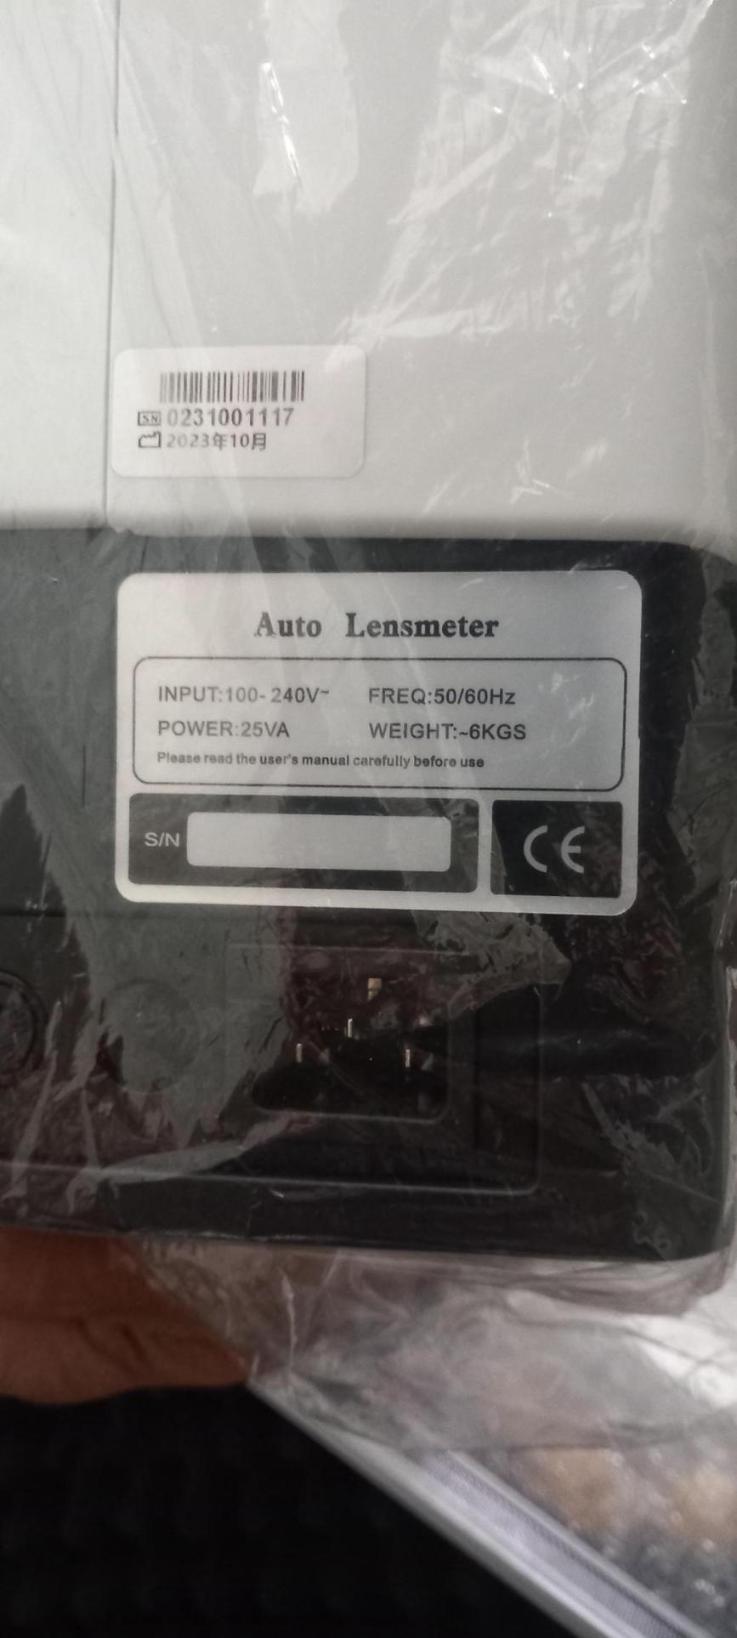 SN 0231001117
2023年10月
Auto Lensmeter
INPUT:100-240V~ FREQ:50/60Hz
POWER:25VA WEIGHT:~6KGS
Please read the user's manual carefully before use
S/N
CE